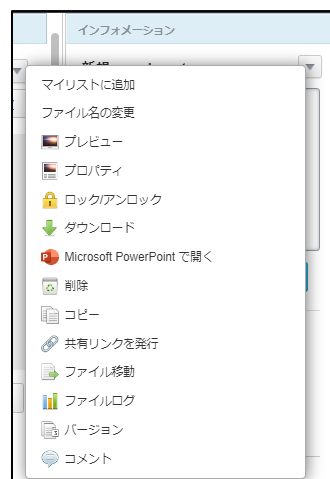 インフォメーション
マイリストに追加
ファイル名の変更
プレビュー
プロパティ
ロック/アンロック
ダウンロード
Microsoft PowerPoint で開く
削除
コピー
共有リンクを発行
ファイル移動
ファイルログ
バージョン
コメント